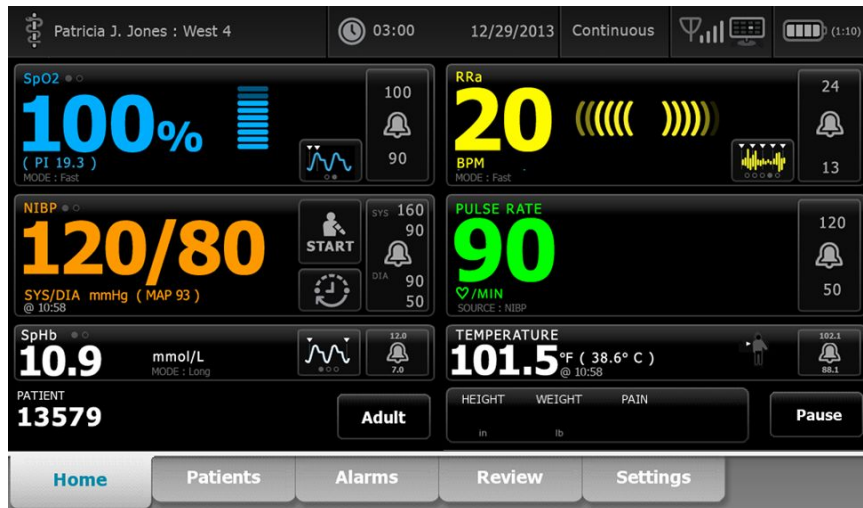 Patricia J. Jones : West 4
03:00
12/29/2013
Continuous
(1:10)
SpO2
100%
( PI 19.3 )
MODE : Fast
100
90
RRa
20
BPM
MODE : Fast
24
13
NIBP
120/80
SYS/DIA mmHg ( MAP 93 )
@ 10:58
START
SYS 160
90
DIA 90
50
PULSE RATE
90
/MIN
SOURCE : NIBP
120
50
SpHb
10.9
mmol/L
MODE : Long
12.0
7.0
TEMPERATURE
101.5 °F ( 38.6° C )
@ 10:58
102.1
88.1
PATIENT
13579
Adult
HEIGHT WEIGHT PAIN
in lb
Pause
Home Patients Alarms Review Settings